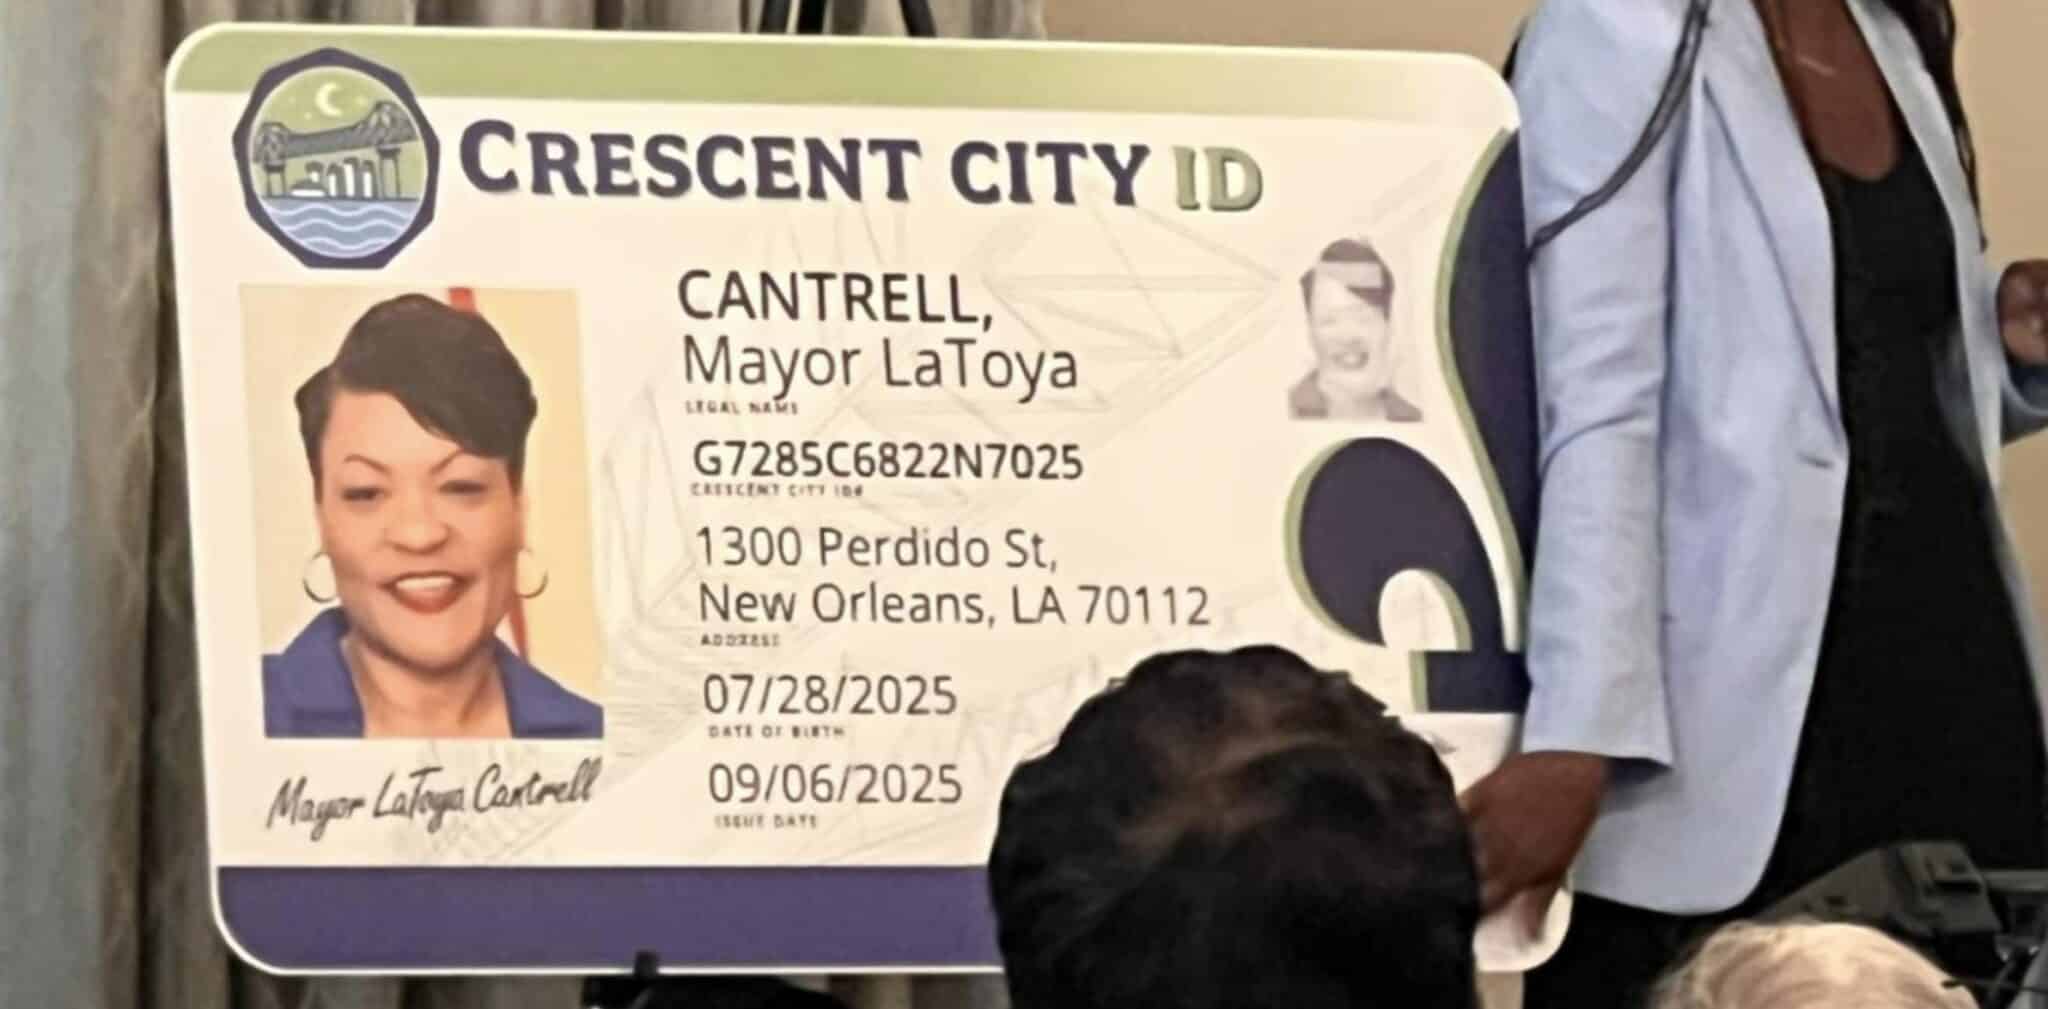 CRESCENT CITY ID
CANTRELL,
Mayor LaToya
LEGAL NAME
G7285C6822N7025
CRESCENT CITY ID#
1300 Perdido St,
New Orleans, LA 70112
ADDRESS
07/28/2025
DATE OF BIRTH
09/06/2025
ISSUE DATE
Mayor LaToya Cantrell